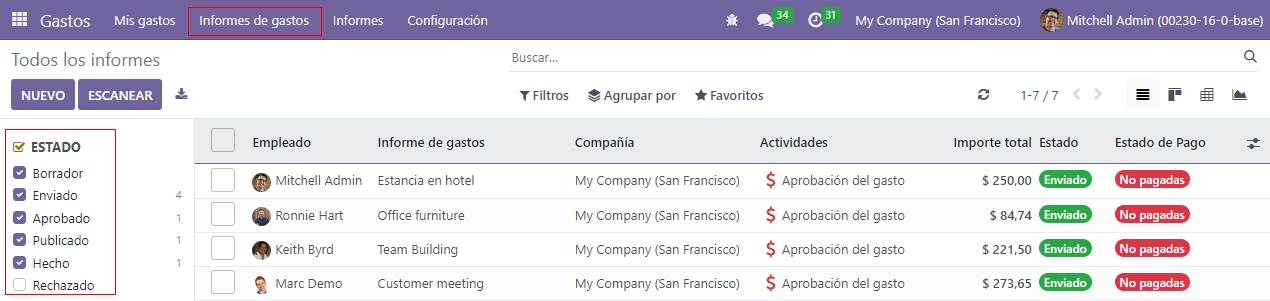 Gastos Mis gastos Informes de gastos Informes Configuración 34 31 My Company (San Francisco) Mitchell Admin (00230-16-0-base)
Todos los informes Buscar...
NUEVO ESCANEAR Filtros Agrupar por Favoritos 1-7 / 7
ESTADO
Borrador
Enviado 4
Aprobado 1
Publicado 1
Hecho 1
Rechazado
Empleado Informe de gastos Compañía Actividades Importe total Estado Estado de Pago
Mitchell Admin Estancia en hotel My Company (San Francisco) Aprobación del gasto $ 250,00 Enviado No pagadas
Ronnie Hart Office furniture My Company (San Francisco) Aprobación del gasto $ 84,74 Enviado No pagadas
Keith Byrd Team Building My Company (San Francisco) Aprobación del gasto $ 221,50 Enviado No pagadas
Marc Demo Customer meeting My Company (San Francisco) Aprobación del gasto $ 273,65 Enviado No pagadas